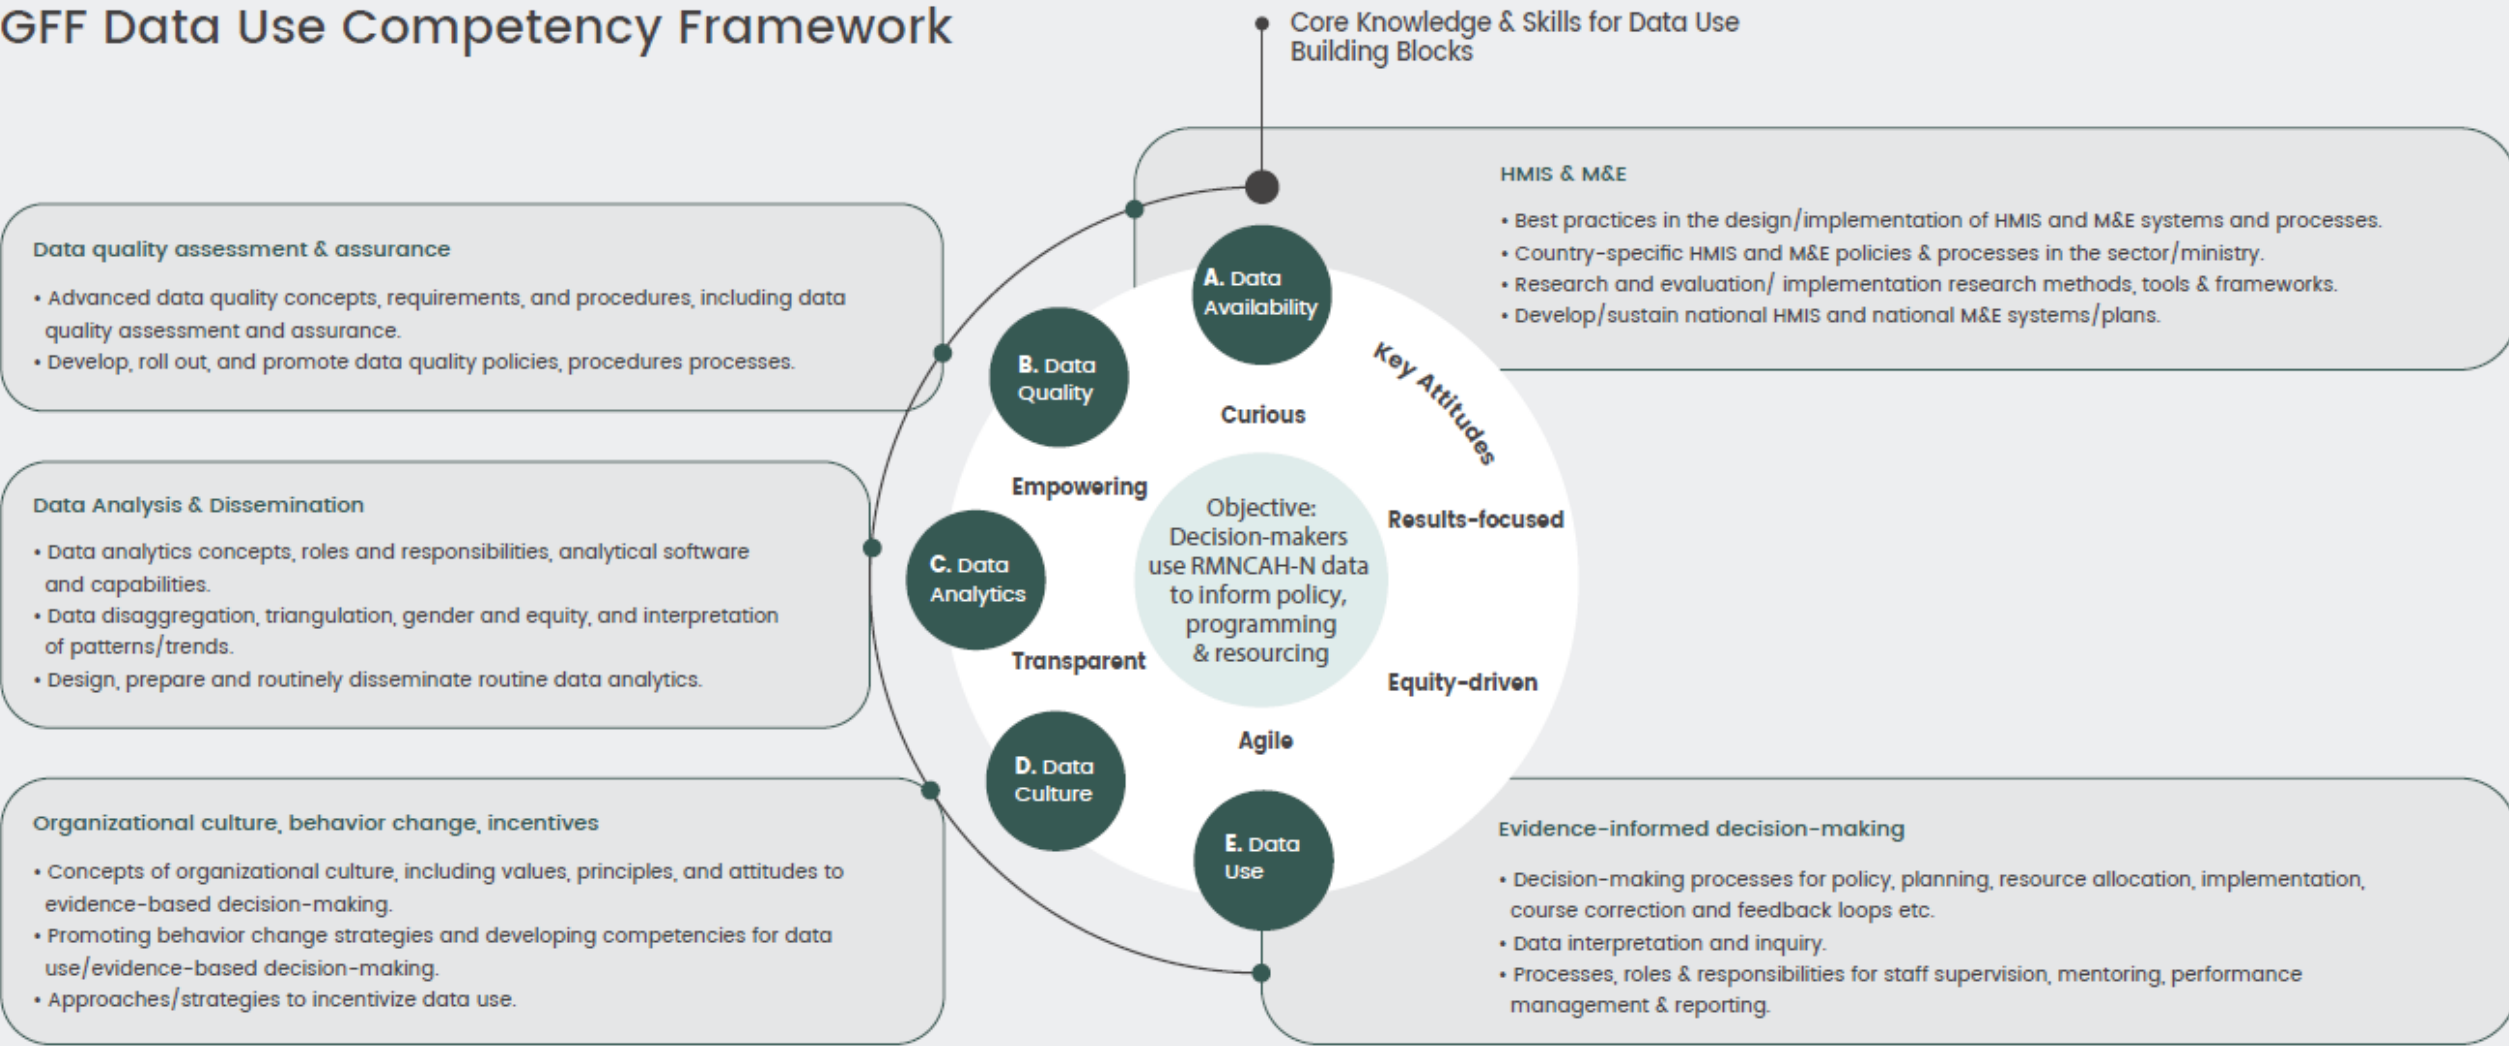 GFF Data Use Competency Framework
Core Knowledge & Skills for Data Use
Building Blocks
HMIS & M&E
• Best practices in the design/implementation of HMIS and M&E systems and processes.
• Country-specific HMIS and M&E policies & processes in the sector/ministry.
• Research and evaluation/ implementation research methods, tools & frameworks.
• Develop/sustain national HMIS and national M&E systems/plans.
Data quality assessment & assurance
• Advanced data quality concepts, requirements, and procedures, including data
quality assessment and assurance.
• Develop, roll out, and promote data quality policies, procedures processes.
Data Analysis & Dissemination
• Data analytics concepts, roles and responsibilities, analytical software
and capabilities.
• Data disaggregation, triangulation, gender and equity, and interpretation
of patterns/trends.
• Design, prepare and routinely disseminate routine data analytics.
Organizational culture, behavior change, incentives
• Concepts of organizational culture, including values, principles, and attitudes to
evidence-based decision-making.
• Promoting behavior change strategies and developing competencies for data
use/evidence-based decision-making.
• Approaches/strategies to incentivize data use.
A. Data
Availability
B. Data
Quality
C. Data
Analytics
D. Data
Culture
E. Data
Use
Key Attitudes
Curious
Empowering
Results-focused
Transparent
Equity-driven
Agile
Objective:
Decision-makers
use RMNCAH-N data
to inform policy,
programming
& resourcing
Evidence-informed decision-making
• Decision-making processes for policy, planning, resource allocation, implementation,
course correction and feedback loops etc.
• Data interpretation and inquiry.
• Processes, roles & responsibilities for staff supervision, mentoring, performance
management & reporting.